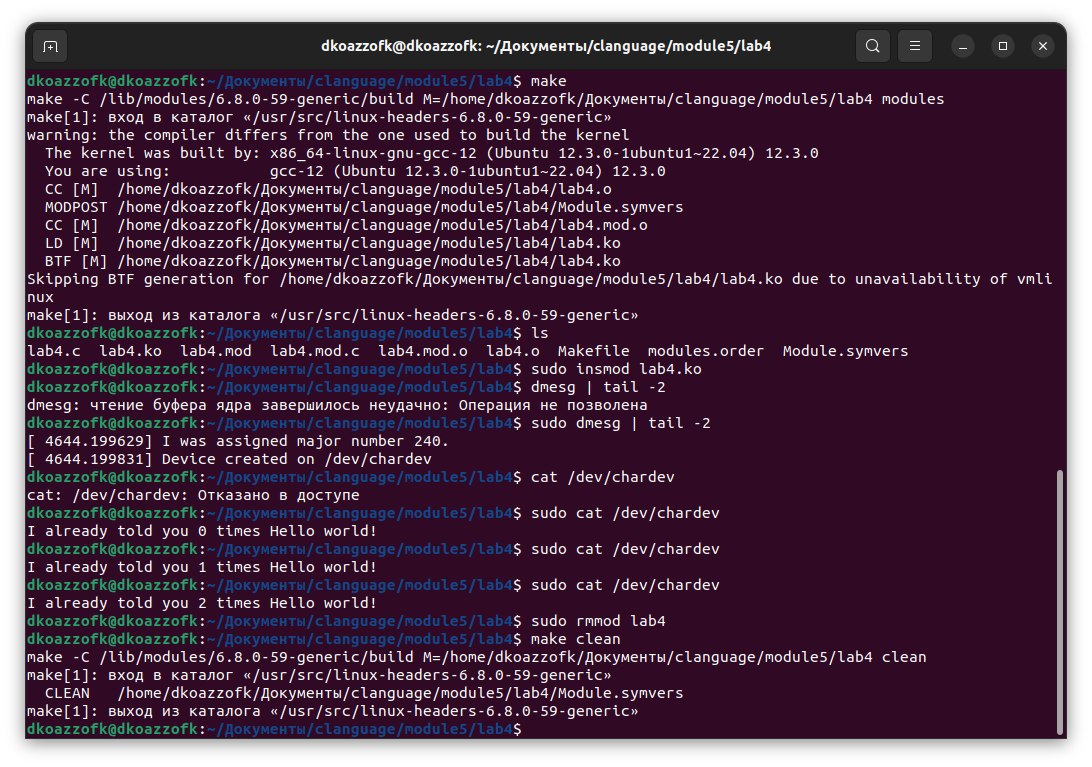 dkoazzofk@dkoazzofk: ~/Документы/clanguage/module5/lab4
dkoazzofk@dkoazzofk:~/Документы/clanguage/module5/lab4$ make
make -C /lib/modules/6.8.0-59-generic/build M=/home/dkoazzofk/Документы/clanguage/module5/lab4 modules
make[1]: вход в каталог «/usr/src/linux-headers-6.8.0-59-generic»
warning: the compiler differs from the one used to build the kernel
  The kernel was built by: x86_64-linux-gnu-gcc-12 (Ubuntu 12.3.0-1ubuntu1~22.04) 12.3.0
  You are using:           gcc-12 (Ubuntu 12.3.0-1ubuntu1~22.04) 12.3.0
  CC [M]  /home/dkoazzofk/Документы/clanguage/module5/lab4/lab4.o
  MODPOST /home/dkoazzofk/Документы/clanguage/module5/lab4/Module.symvers
  CC [M]  /home/dkoazzofk/Документы/clanguage/module5/lab4/lab4.mod.o
  LD [M]  /home/dkoazzofk/Документы/clanguage/module5/lab4/lab4.ko
  BTF [M] /home/dkoazzofk/Документы/clanguage/module5/lab4/lab4.ko
Skipping BTF generation for /home/dkoazzofk/Документы/clanguage/module5/lab4/lab4.ko due to unavailability of vmli
nux
make[1]: выход из каталога «/usr/src/linux-headers-6.8.0-59-generic»
dkoazzofk@dkoazzofk:~/Документы/clanguage/module5/lab4$ ls
lab4.c  lab4.ko  lab4.mod  lab4.mod.c  lab4.mod.o  lab4.o  Makefile  modules.order  Module.symvers
dkoazzofk@dkoazzofk:~/Документы/clanguage/module5/lab4$ sudo insmod lab4.ko
dkoazzofk@dkoazzofk:~/Документы/clanguage/module5/lab4$ dmesg | tail -2
dmesg: чтение буфера ядра завершилось неудачно: Операция не позволена
dkoazzofk@dkoazzofk:~/Документы/clanguage/module5/lab4$ sudo dmesg | tail -2
[ 4644.199629] I was assigned major number 240.
[ 4644.199831] Device created on /dev/chardev
dkoazzofk@dkoazzofk:~/Документы/clanguage/module5/lab4$ cat /dev/chardev
cat: /dev/chardev: Отказано в доступе
dkoazzofk@dkoazzofk:~/Документы/clanguage/module5/lab4$ sudo cat /dev/chardev
I already told you 0 times Hello world!
dkoazzofk@dkoazzofk:~/Документы/clanguage/module5/lab4$ sudo cat /dev/chardev
I already told you 1 times Hello world!
dkoazzofk@dkoazzofk:~/Документы/clanguage/module5/lab4$ sudo cat /dev/chardev
I already told you 2 times Hello world!
dkoazzofk@dkoazzofk:~/Документы/clanguage/module5/lab4$ sudo rmmod lab4
dkoazzofk@dkoazzofk:~/Документы/clanguage/module5/lab4$ make clean
make -C /lib/modules/6.8.0-59-generic/build M=/home/dkoazzofk/Документы/clanguage/module5/lab4 clean
make[1]: вход в каталог «/usr/src/linux-headers-6.8.0-59-generic»
  CLEAN   /home/dkoazzofk/Документы/clanguage/module5/lab4/Module.symvers
make[1]: выход из каталога «/usr/src/linux-headers-6.8.0-59-generic»
dkoazzofk@dkoazzofk:~/Документы/clanguage/module5/lab4$